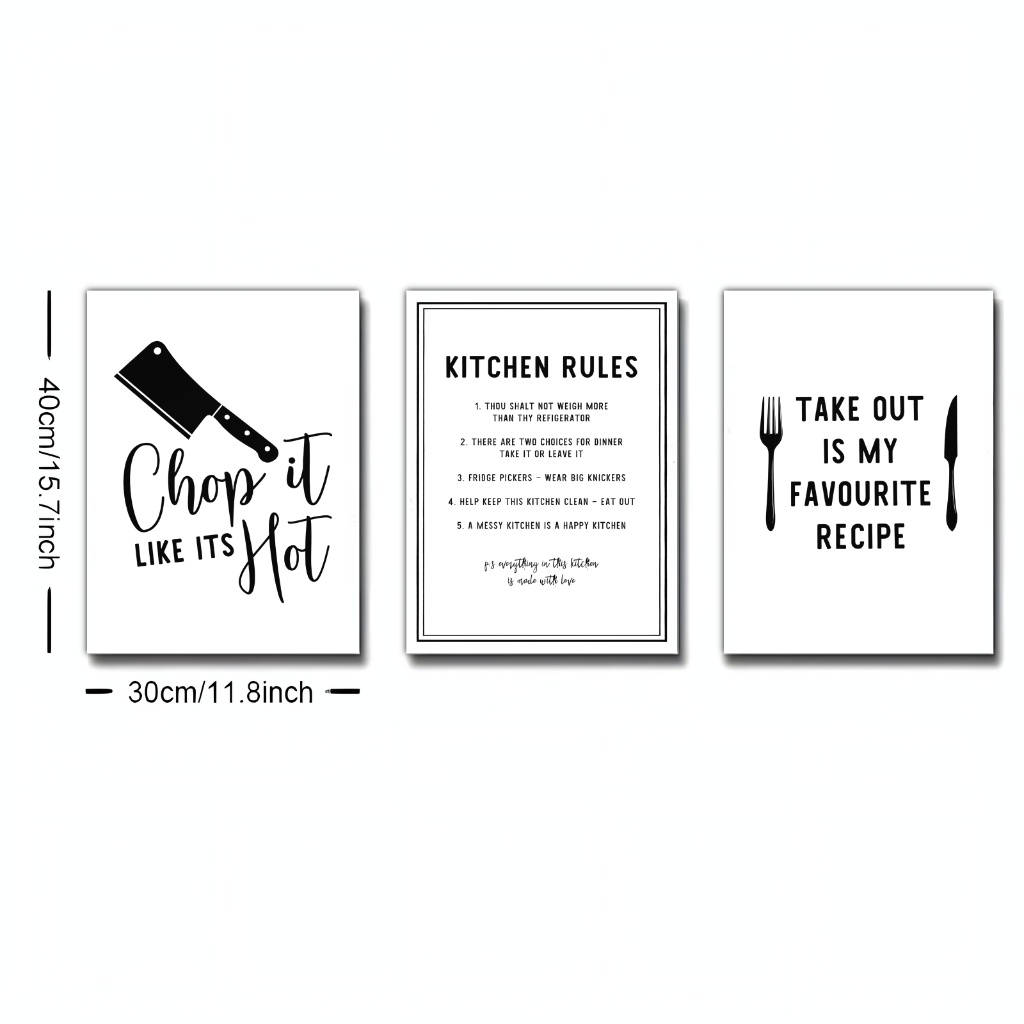 40cm/15.7inch
Chop it
LIKE ITS Hot
30cm/11.8inch
KITCHEN RULES
1. THOU SHALT NOT WEIGH MORE
THAN THY REFIGERATOR
2. THERE ARE TWO CHOICES FOR DINNER
TAKE IT OR LEAVE IT
3. FRIDGE PICKERS – WEAR BIG KNICKERS
4. HELP KEEP THIS KITCHEN CLEAN – EAT OUT
5. A MESSY KITCHEN IS A HAPPY KITCHEN
p.s everything in this kitchen
is made with love
TAKE OUT
IS MY
FAVOURITE
RECIPE